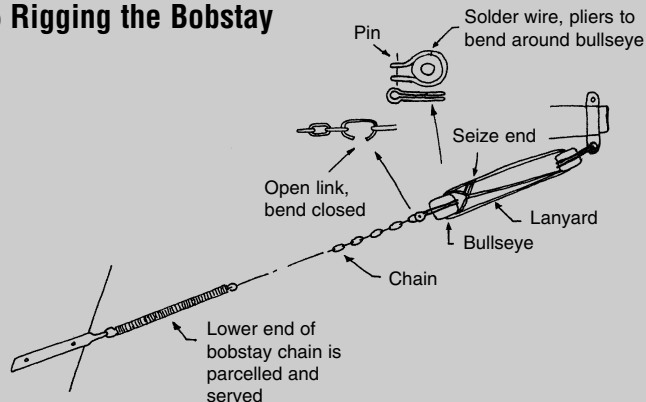 Rigging the Bobstay
Solder wire, pliers to
bend around bullseye
Pin
Seize end
Open link,
bend closed
Lanyard
Bullseye
Chain
Lower end of
bobstay chain is
parcelled and
served